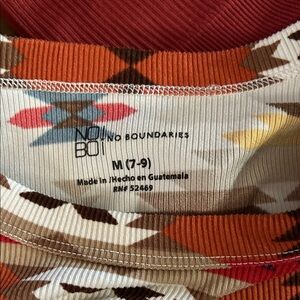 NO!
BO! NO BOUNDARIES
M (7-9)
Made in /Hecho en Guatemala
RN# 52469